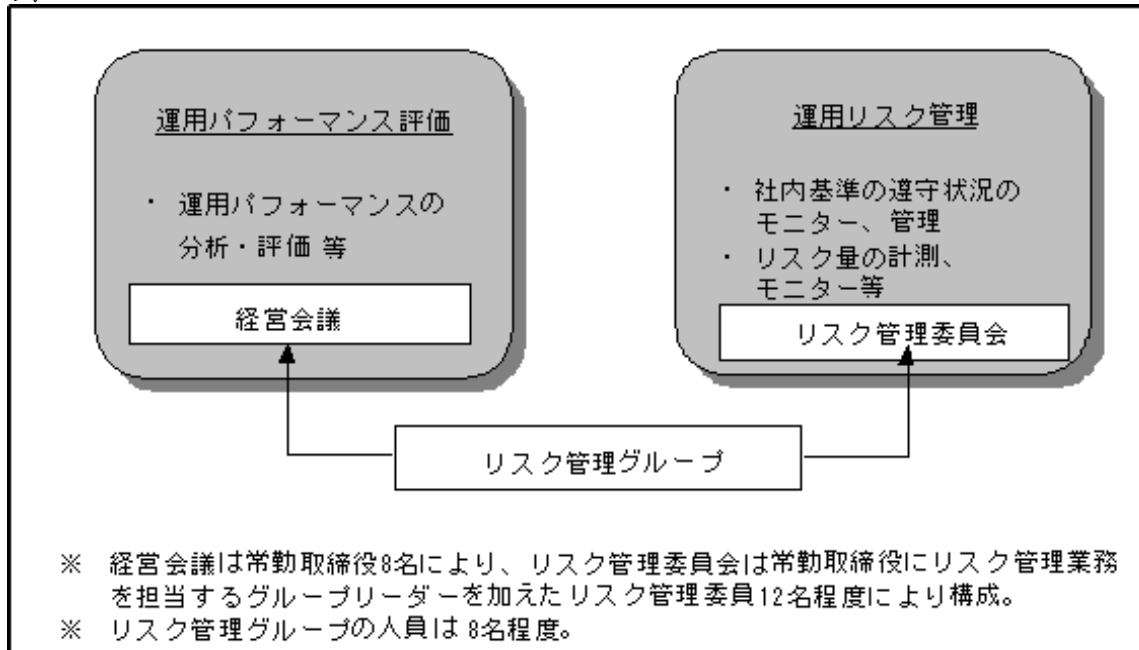 運用パフォーマンス評価
・ 運用パフォーマンスの
分析・評価 等
経営会議
運用リスク管理
・ 社内基準の遵守状況の
モニター、管理
・ リスク量の計測、
モニター等
リスク管理委員会
リスク管理グループ
※ 経営会議は常勤取締役8名により、リスク管理委員会は常勤取締役にリスク管理業務
を担当するグループリーダーを加えたリスク管理委員12名程度により構成。
※ リスク管理グループの人員は8名程度。